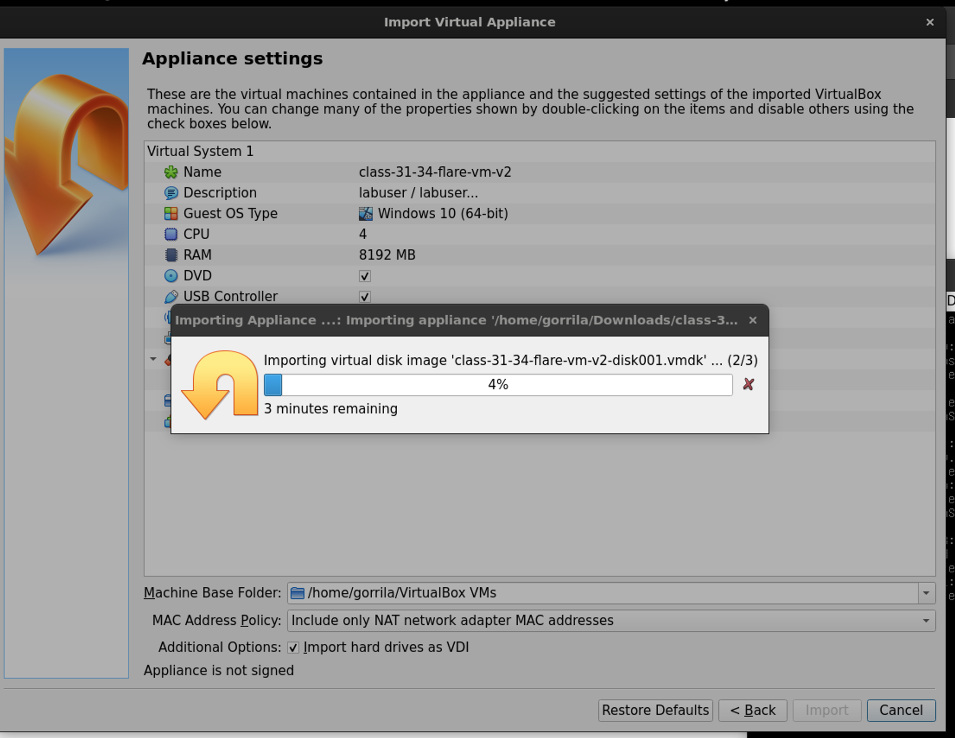 Import Virtual Appliance
Appliance settings
These are the virtual machines contained in the appliance and the suggested settings of the imported VirtualBox
machines. You can change many of the properties shown by double-clicking on the items and disable others using the
check boxes below.
Virtual System 1
Name class-31-34-flare-vm-v2
Description labuser / labuser...
Guest OS Type Windows 10 (64-bit)
CPU 4
RAM 8192 MB
DVD
USB Controller
Importing Appliance ...: Importing appliance '/home/gorrila/Downloads/class-3...
Importing virtual disk image 'class-31-34-flare-vm-v2-disk001.vmdk' ... (2/3)
4%
3 minutes remaining
Machine Base Folder: /home/gorrila/VirtualBox VMs
MAC Address Policy: Include only NAT network adapter MAC addresses
Additional Options: Import hard drives as VDI
Appliance is not signed
Restore Defaults < Back Import Cancel